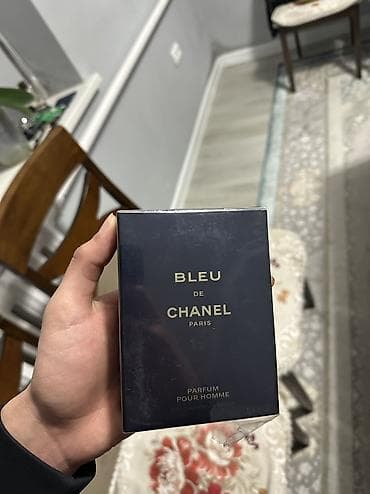 BLEU
DE
CHANEL
PARIS
PARFUM
POUR HOMME